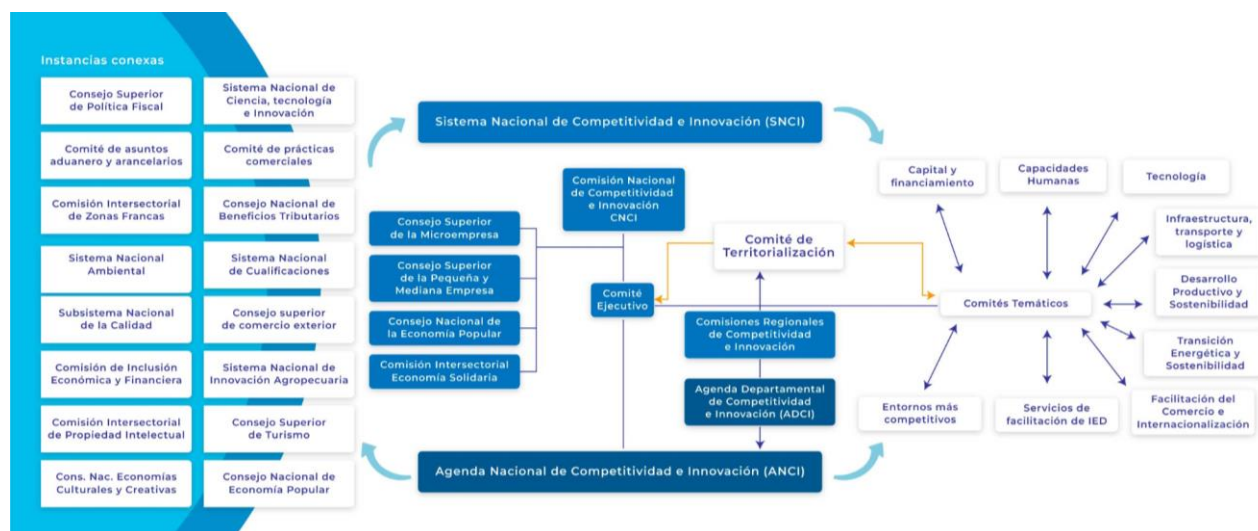 Instancias conexas
Consejo Superior
de Política Fiscal
Sistema Nacional de
Ciencia, tecnología
e Innovación
Comité de asuntos
aduanero y arancelarios
Comité de prácticas
comerciales
Comisión Intersectorial
de Zonas Francas
Consejo Nacional de
Beneficios Tributarios
Sistema Nacional
Ambiental
Sistema Nacional
de Cualificaciones
Subsistema Nacional
de la Calidad
Consejo superior
de comercio exterior
Comisión de Inclusión
Económica y Financiera
Sistema Nacional de
Innovación Agropecuaria
Comisión Intersectorial
de Propiedad Intelectual
Consejo Superior
de Turismo
Cons. Nac. Economías
Culturales y Creativas
Consejo Nacional de
Economía Popular
Sistema Nacional de Competitividad e Innovación (SNCI)
Comisión Nacional
de Competitividad
e Innovación
CNCI
Consejo Superior
de la Microempresa
Consejo Superior
de la Pequeña y
Mediana Empresa
Consejo Nacional de
la Economía Popular
Comisión Intersectorial
Economía Solidaria
Comité
Ejecutivo
Comité de
Territorialización
Comisiones Regionales
de Competitividad
e Innovación
Agenda Departamental
de Competitividad
e Innovación (ADCI)
Agenda Nacional de Competitividad e Innovación (ANCI)
Capital y
financiamiento
Capacidades
Humanas
Tecnología
Infraestructura,
transporte y
logística
Comités Temáticos
Desarrollo
Productivo y
Sostenibilidad
Transición
Energética y
Sostenibilidad
Entornos más
competitivos
Servicios de
facilitación de IED
Facilitación del
Comercio e
Internacionalización